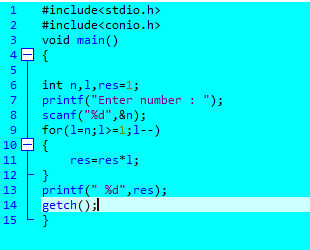 1 #include<stdio.h>
2 #include<conio.h>
3 void main()
4 {
5
6 int n,l,res=1;
7 printf("Enter number : ");
8 scanf("%d",&n);
9 for(l=n;l>=1;l--)
10 {
11 res=res*l;
12 }
13 printf(" %d",res);
14 getch();
15 }